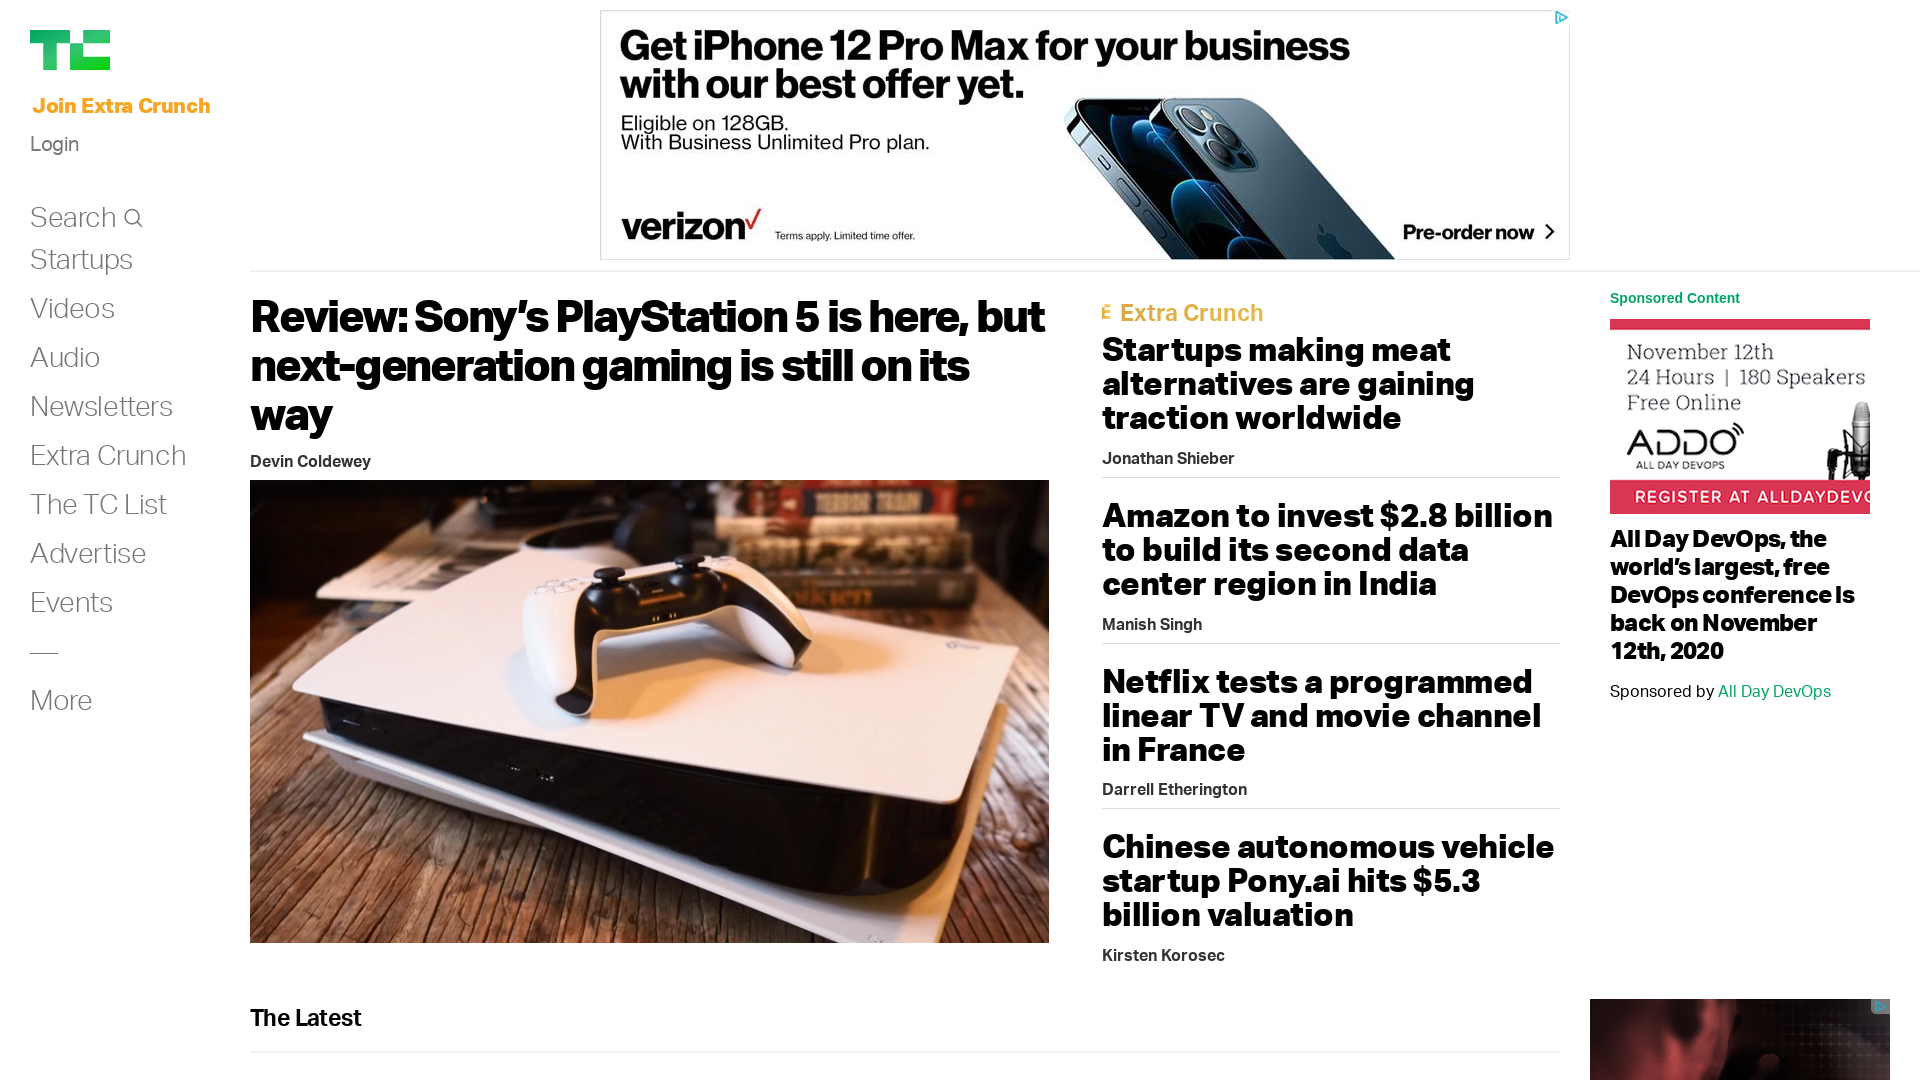 TC
Join Extra Crunch
Login
Search
Startups
Videos
Audio
Newsletters
Extra Crunch
The TC List
Advertise
Events
More
Get iPhone 12 Pro Max for your business
with our best offer yet.
Eligible on 128GB.
With Business Unlimited Pro plan.
verizon
Terms apply. Limited time offer.
Pre-order now
Review: Sony’s PlayStation 5 is here, but
next-generation gaming is still on its
way
Devin Coldewey
TERROR TRAIN
Extra Crunch
Startups making meat
alternatives are gaining
traction worldwide
Jonathan Shieber
Amazon to invest $2.8 billion
to build its second data
center region in India
Manish Singh
Netflix tests a programmed
linear TV and movie channel
in France
Darrell Etherington
Chinese autonomous vehicle
startup Pony.ai hits $5.3
billion valuation
Kirsten Korosec
Sponsored Content
November 12th
24 Hours | 180 Speakers
Free Online
ADDO
ALL DAY DEVOPS
REGISTER AT ALLDAYDEVO
All Day DevOps, the
world’s largest, free
DevOps conference Is
back on November
12th, 2020
Sponsored by All Day DevOps
The Latest